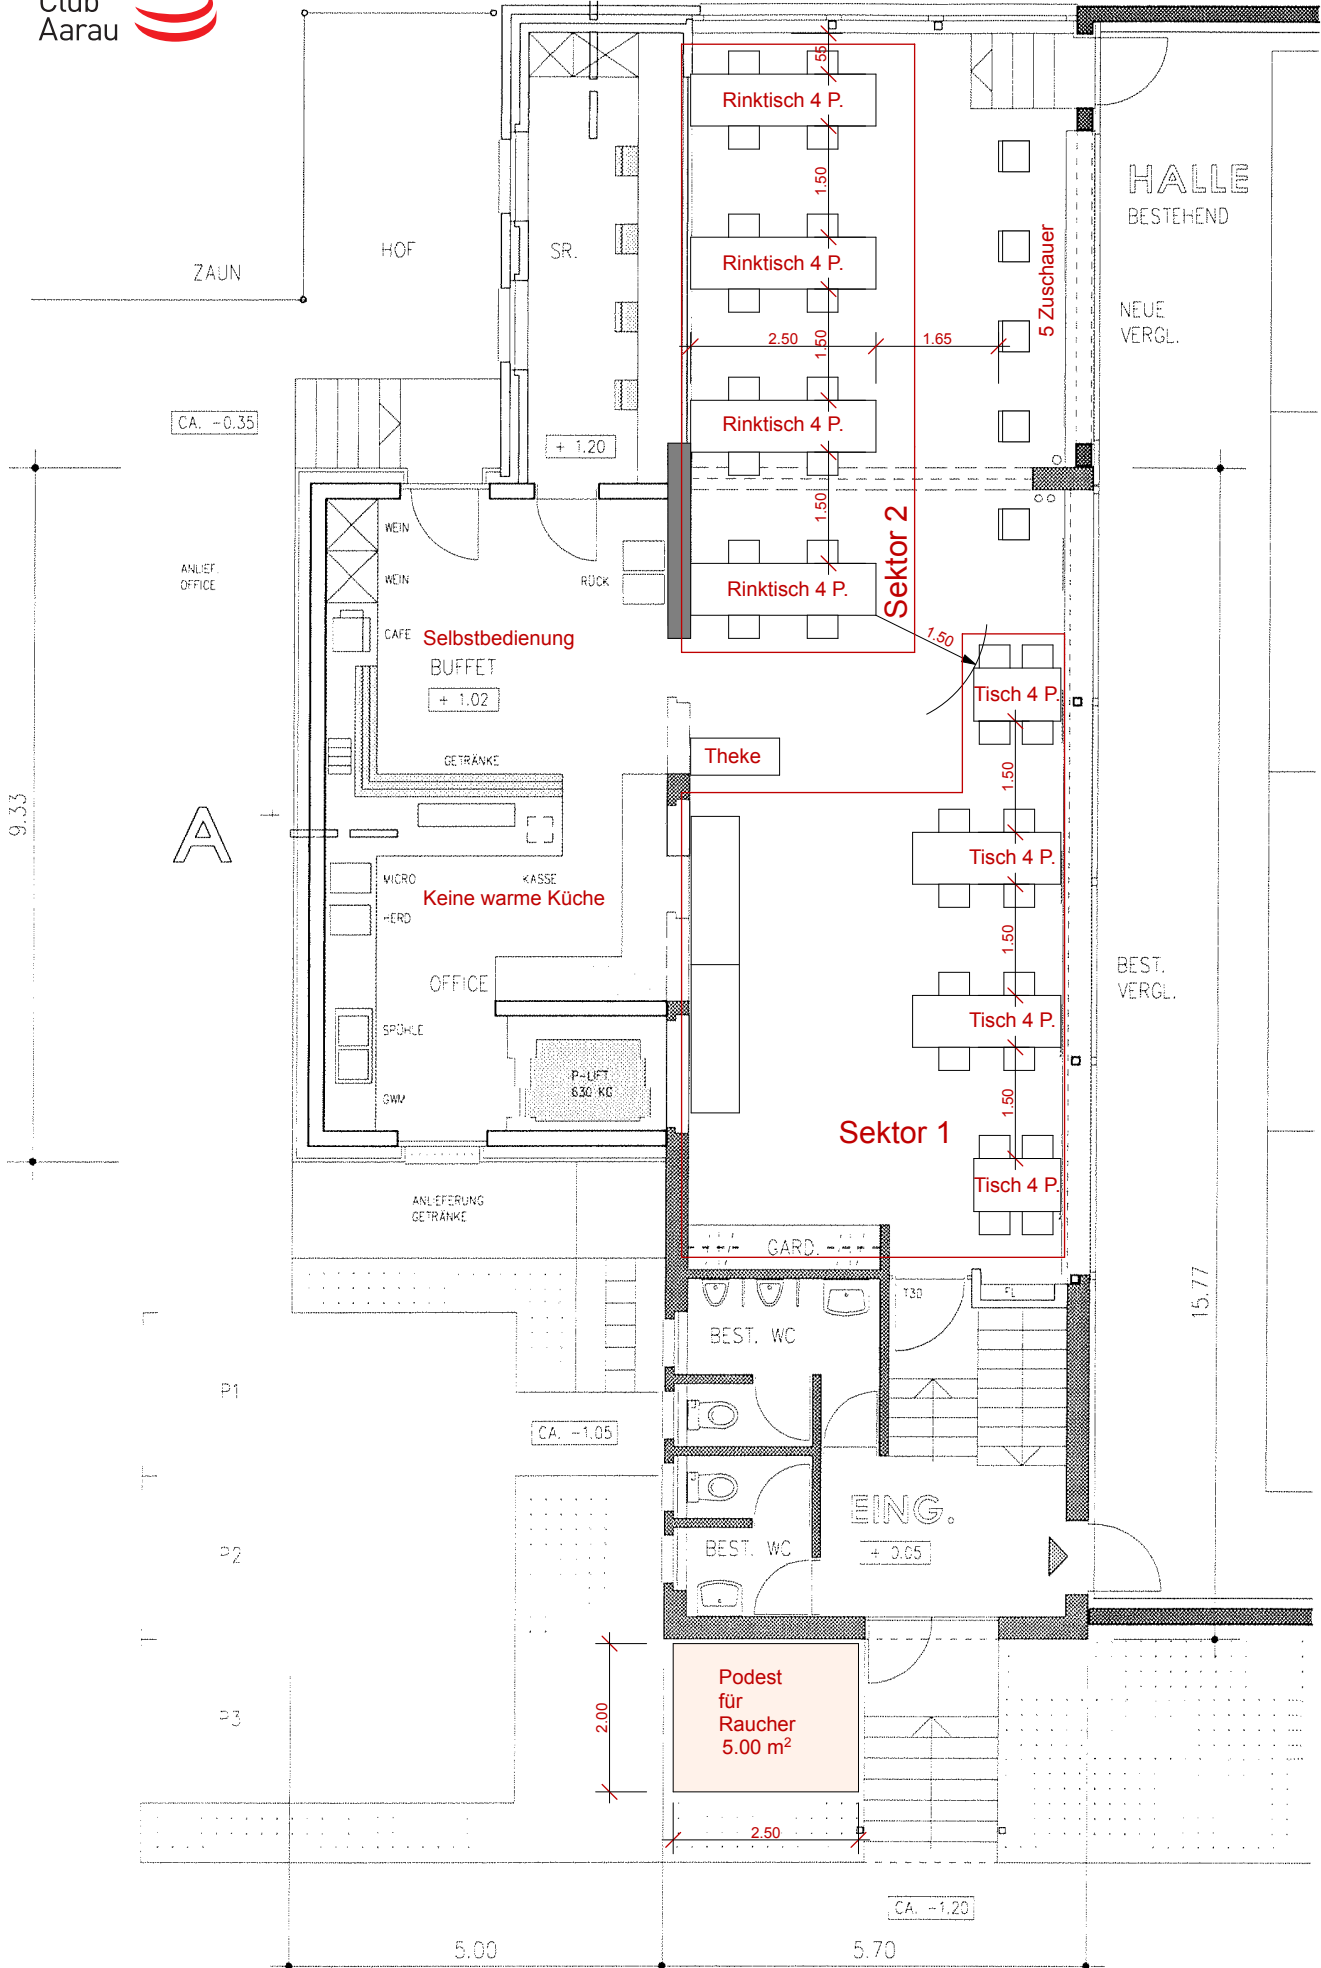 Club
Aarau
55
Rinktisch 4 P.
1.50
HALLE
BESTEHEND
HOF
SR.
ZAUN
Rinktisch 4 P.
5 Zuschauer
NEUE
VERGL.
2.50
1.50
1.65
CA. -0.35
Rinktisch 4 P.
+ 1.20
1.50
Sektor 2
WEIN
ANLIEF.
OFFICE
WEIN
RÜCK
Rinktisch 4 P.
CAFE
Selbstbedienung
BUFFET
1.50
+ 1.02
Tisch 4 P.
Theke
GETRÄNKE
1.50
9.33
A
Tisch 4 P.
MICRO
KASSE
Keine warme Küche
HERD
1.50
BEST.
VERGL.
OFFICE
Tisch 4 P.
SPÜHLE
P-LIFT
630 KG
GWM
1.50
Sektor 1
Tisch 4 P.
ANLIEFERUNG
GETRÄNKE
GARD.
T30
FL
15.77
BEST. WC
P1
CA. -1.05
EING.
+ 0.05
BEST. WC
P2
Podest
für
Raucher
5.00 m²
2.00
P3
2.50
CA. -1.20
5.00
5.70